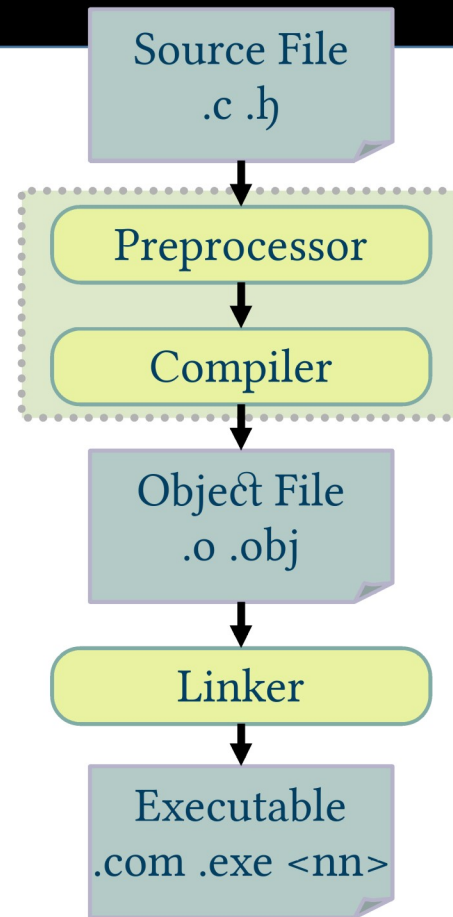 Source File
.c .ꜧ
Preprocessor
Compiler
Object File
.o .obj
Linker
Executable
.com .exe <nn>